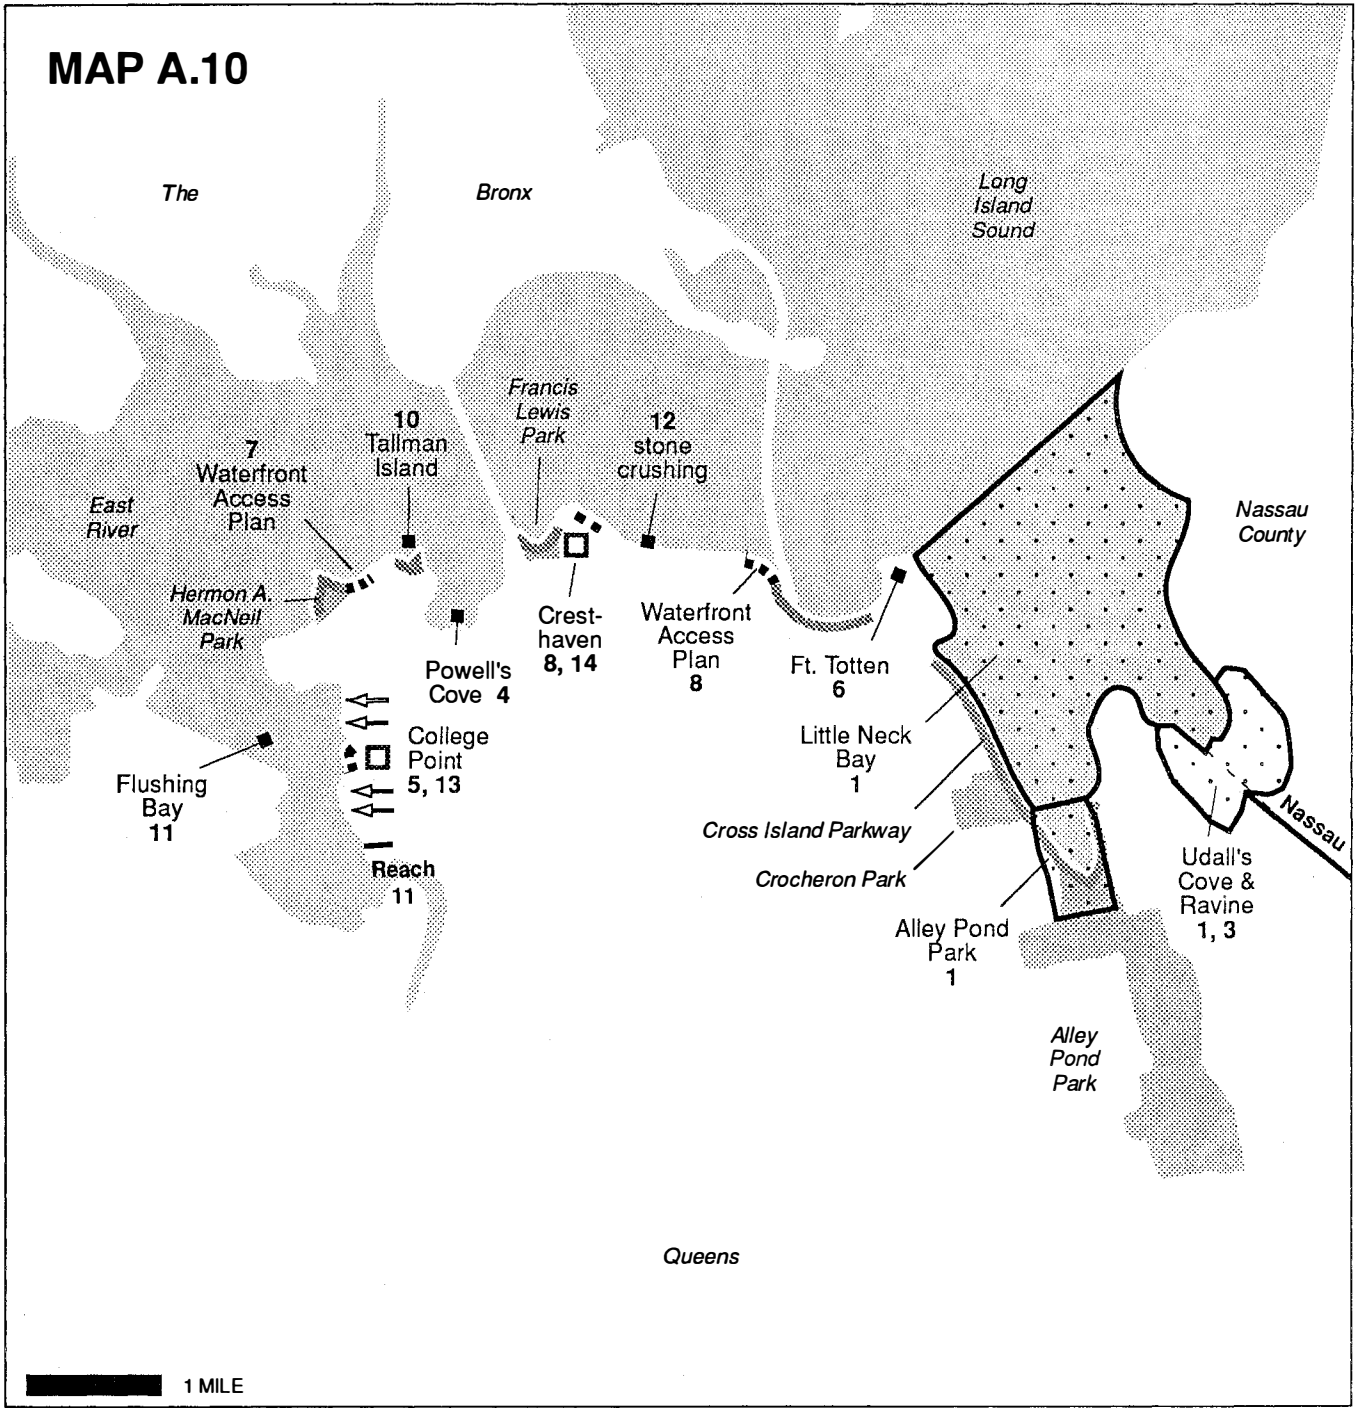 MAP A.10
The
Bronx
Long
Island
Sound
Francis
Lewis
Park
10
Tallman
Island
12
stone
crushing
7
Waterfront
Access
Plan
East
River
Nassau
County
Hermon A.
MacNeil
Park
Crest-
haven
8, 14
Waterfront
Access
Plan
8
Ft. Totten
6
Powell's
Cove 4
College
Point
5, 13
Little Neck
Bay
1
Flushing
Bay
11
Cross Island Parkway
Nassau
Reach
11
Crocheron Park
Udall's
Cove &
Ravine
1, 3
Alley Pond
Park
1
Alley
Pond
Park
Queens
1 MILE